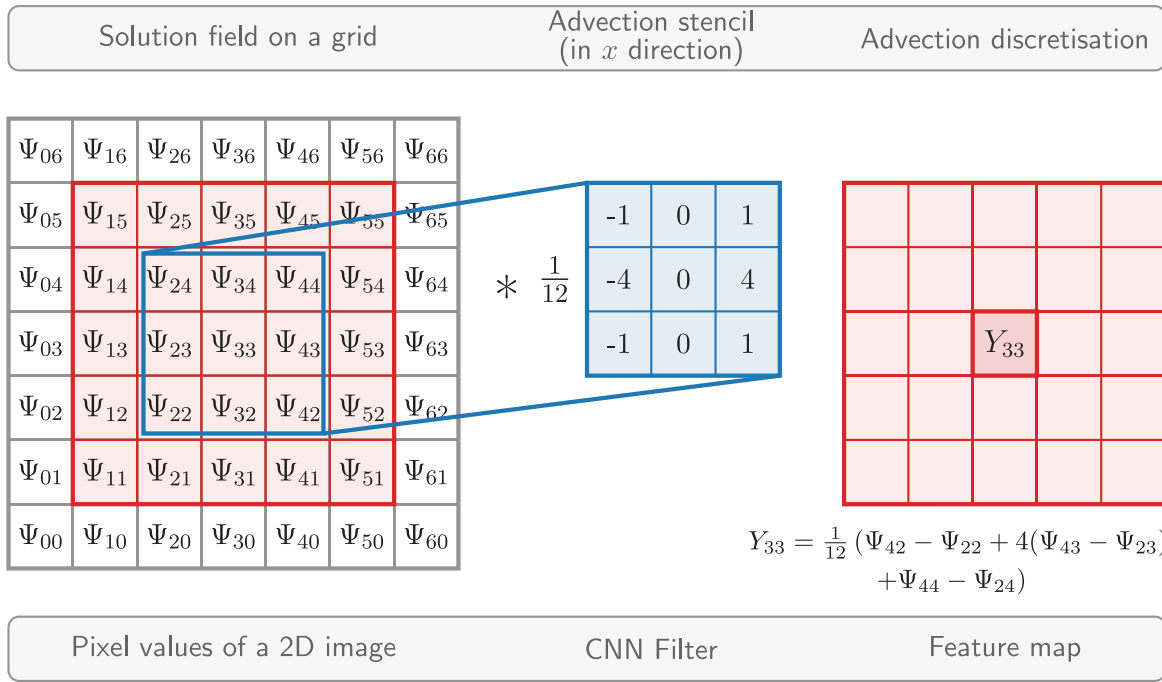 Solution field on a grid
Advection stencil
(in x direction)
Advection discretisation
Ψ₀₆ Ψ₁₆ Ψ₂₆ Ψ₃₆ Ψ₄₆ Ψ₅₆ Ψ₆₆
Ψ₀₅ Ψ₁₅ Ψ₂₅ Ψ₃₅ Ψ₄₅ Ψ₅₅ Ψ₆₅
Ψ₀₄ Ψ₁₄ Ψ₂₄ Ψ₃₄ Ψ₄₄ Ψ₅₄ Ψ₆₄
Ψ₀₃ Ψ₁₃ Ψ₂₃ Ψ₃₃ Ψ₄₃ Ψ₅₃ Ψ₆₃
Ψ₀₂ Ψ₁₂ Ψ₂₂ Ψ₃₂ Ψ₄₂ Ψ₅₂ Ψ₆₂
Ψ₀₁ Ψ₁₁ Ψ₂₁ Ψ₃₁ Ψ₄₁ Ψ₅₁ Ψ₆₁
Ψ₀₀ Ψ₁₀ Ψ₂₀ Ψ₃₀ Ψ₄₀ Ψ₅₀ Ψ₆₀
* 1/12
-1 0 1
-4 0 4
-1 0 1
Y₃₃
Y₃₃ = 1/12 (Ψ₄₂ − Ψ₂₂ + 4(Ψ₄₃ − Ψ₂₃)
+Ψ₄₄ − Ψ₂₄)
Pixel values of a 2D image
CNN Filter
Feature map